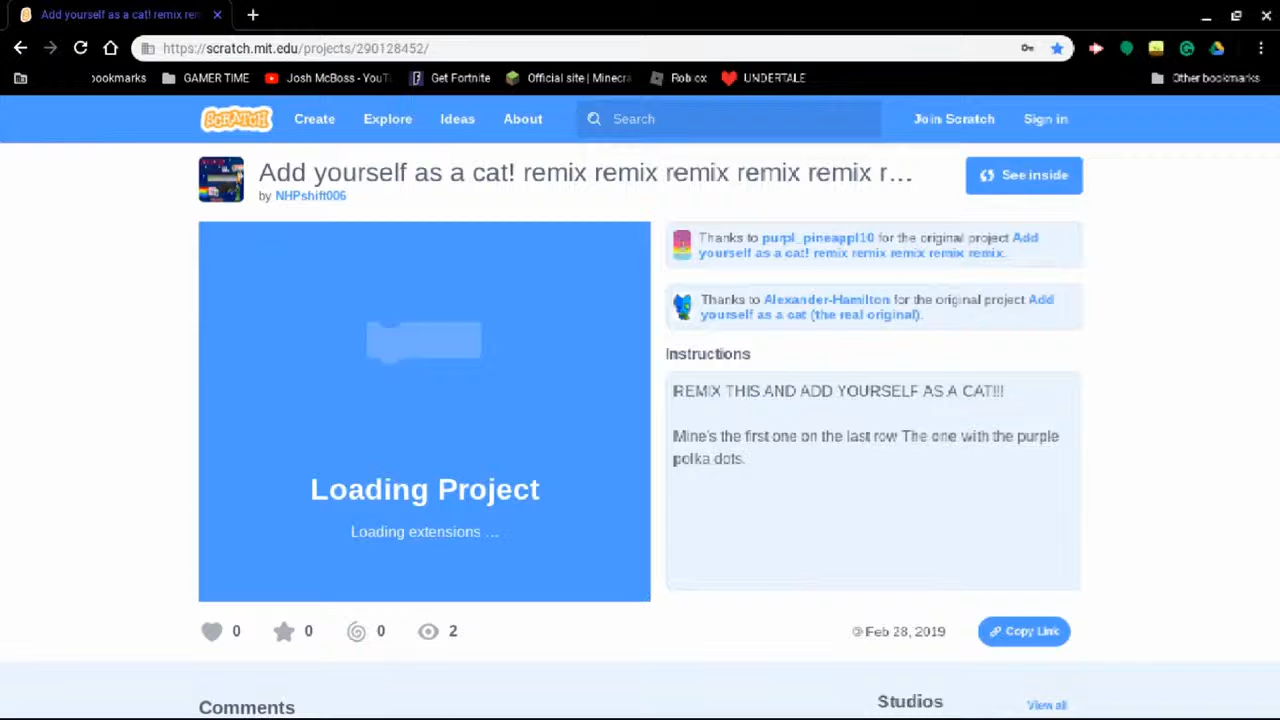 Add yourself as a cat! remix rem
https://scratch.mit.edu/projects/290128452/
bookmarks
GAMER TIME
Josh McBoss - YouT
Get Fortnite
Official site | Minecra
Roblox
UNDERTALE
Other bookmarks
SCRATCH
Create
Explore
Ideas
About
Search
Join Scratch
Sign in
Add yourself as a cat! remix remix remix remix remix r...
by NHPshift006
See inside
Thanks to purpl_pineappl10 for the original project Add
yourself as a cat! remix remix remix remix remix.
Thanks to Alexander-Hamilton for the original project Add
yourself as a cat (the real original).
Instructions
REMIX THIS AND ADD YOURSELF AS A CAT!!!
Mine's the first one on the last row The one with the purple
polka dots.
Loading Project
Loading extensions …
0
0
0
2
© Feb 28, 2019
Copy Link
Comments
Studios
View all